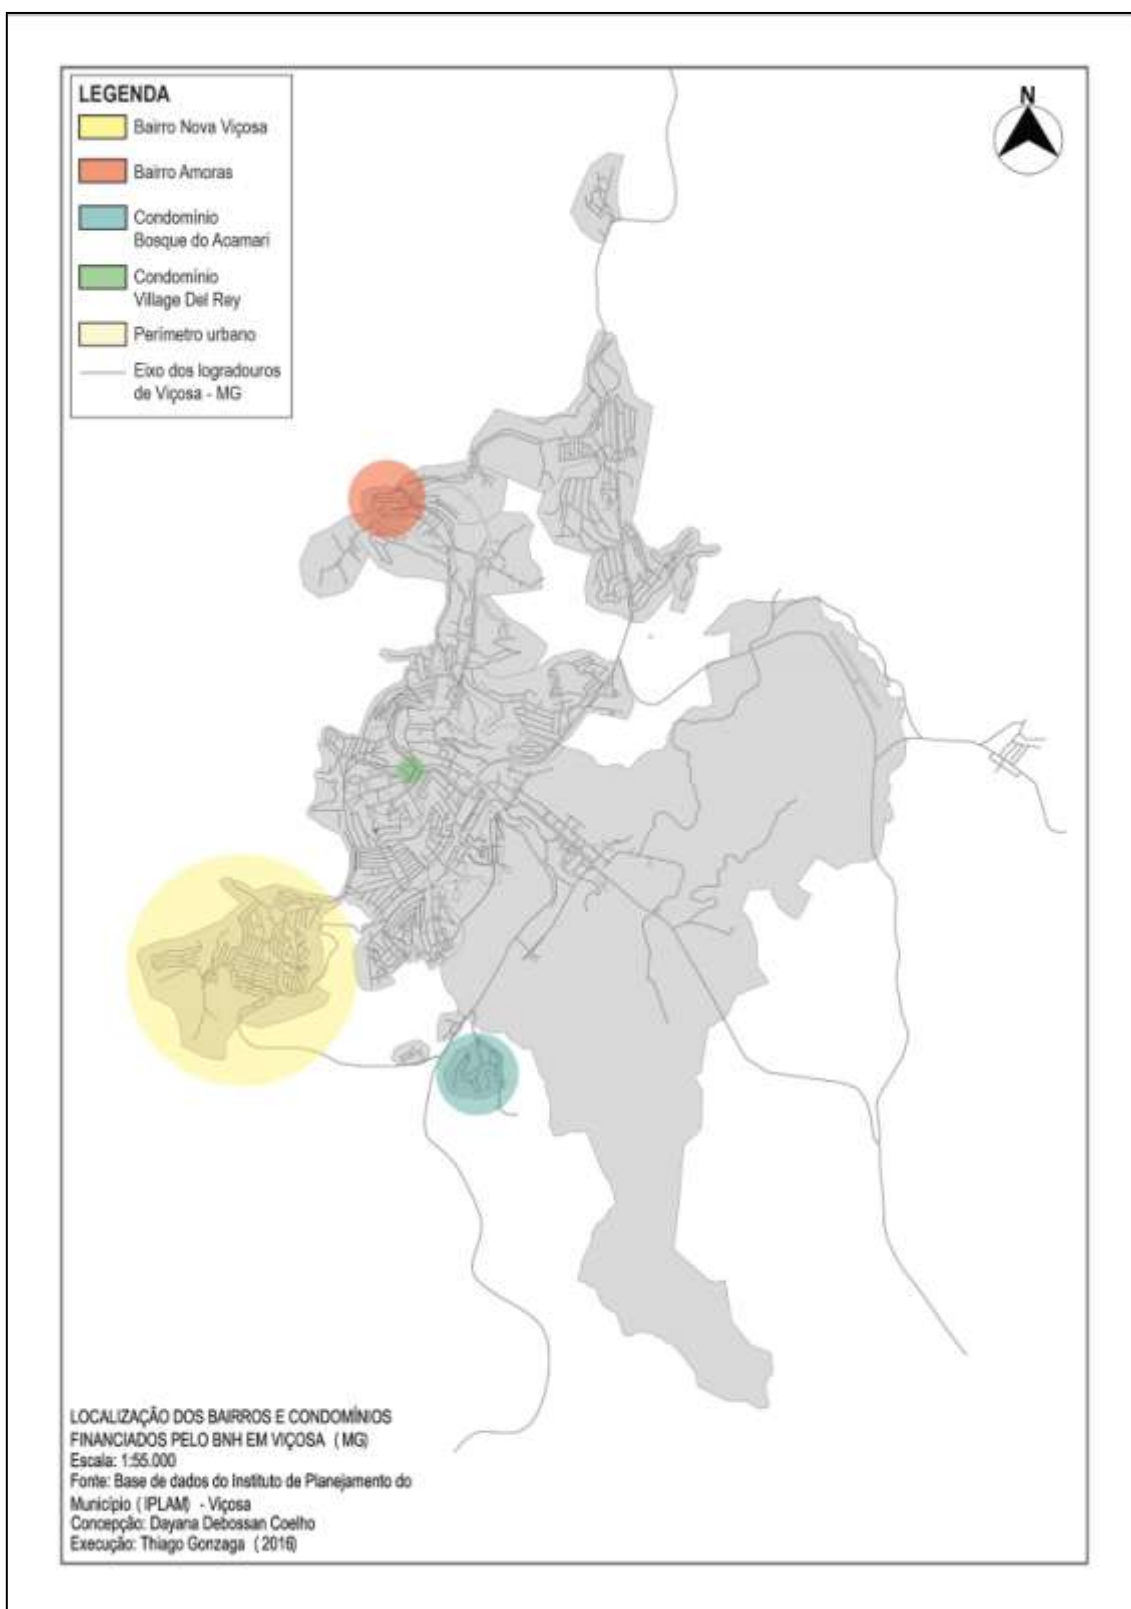 LEGENDA
Bairro Nova Viçosa
Bairro Amoras
Condomínio
Bosque do Acamari
Condomínio
Village Del Rey
Perímetro urbano
Eixo dos logradouros
de Viçosa - MG
N
LOCALIZAÇÃO DOS BAIRROS E CONDOMÍNIOS
FINANCIADOS PELO BNH EM VIÇOSA ( MG)
Escala: 1:55.000
Fonte: Base de dados do Instituto de Planejamento do
Município ( IPLAM) - Viçosa
Concepção: Dayana Debossan Coelho
Execução: Thiago Gonzaga ( 2016)